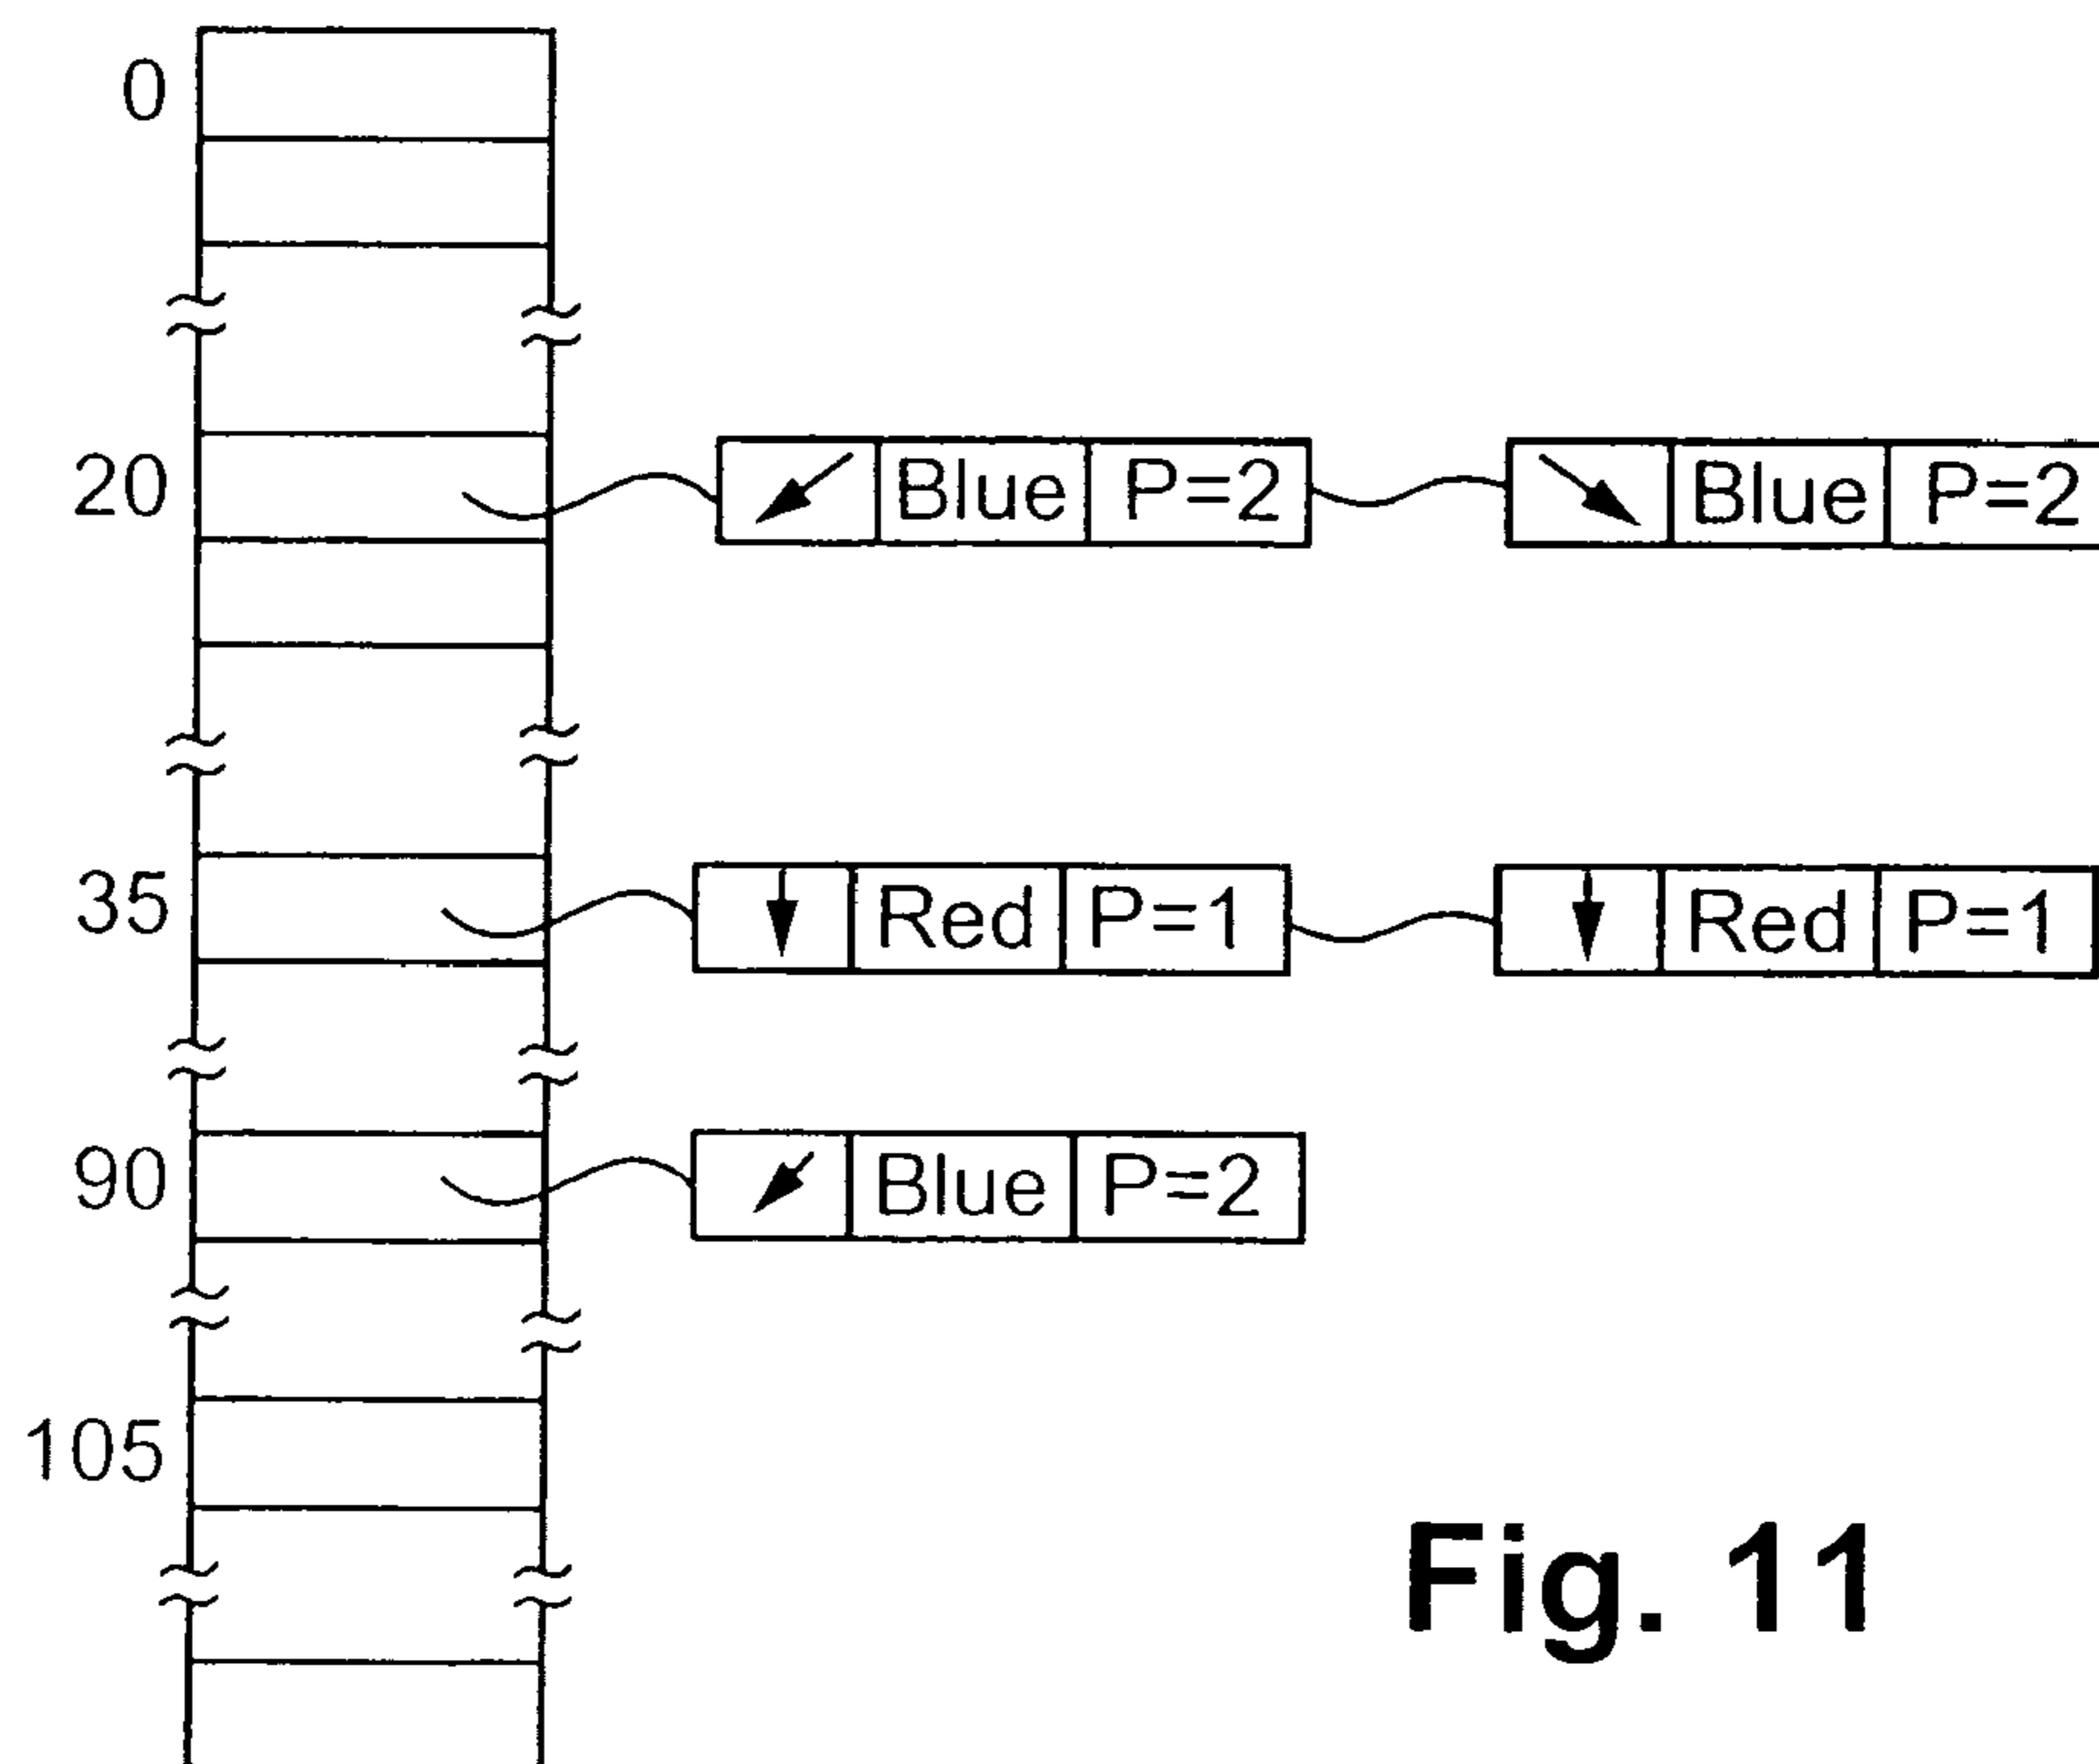 0
20 Blue P=2 Blue P=2
35 Red P=1 Red P=1
90 Blue P=2
105
Fig. 11